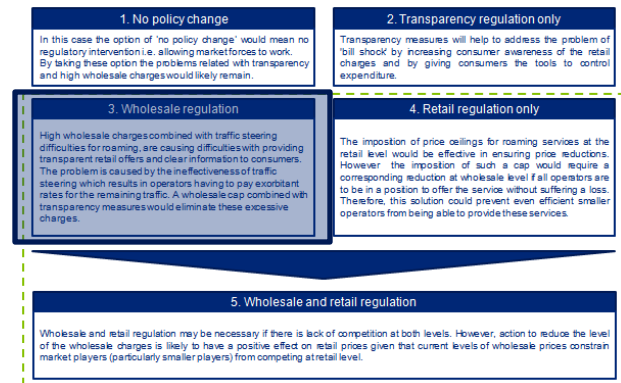 1. No policy change
In this case the option of 'no policy change' would mean no
regulatory intervention i.e. allowing market forces to work.
By taking these option the problems related with transparency
and high wholesale charges would likely remain.
2. Transparency regulation only
Transparency measures will help to address the problem of
'bill shock' by increasing consumer awareness of the retail
charges and by giving consumers the tools to control
expenditure.
3. Wholesale regulation
High wholesale charges combined with traffic steering
difficulties for roaming, are causing difficulties with providing
transparent retail offers and clear information to consumers.
The problem is caused by the ineffectiveness of traffic
steering which results in operators having to pay exorbitant
rates for the remaining traffic. A wholesale cap combined with
transparency measures would eliminate these excessive
charges.
4. Retail regulation only
The imposition of price ceilings for roaming services at the
retail level would be effective in ensuring price reductions.
However the imposition of such a cap would require a
corresponding reduction at wholesale level if all operators are
to be in a position to offer the service without suffering a loss.
Therefore, this solution could prevent even efficient smaller
operators from being able to provide these services.
5. Wholesale and retail regulation
Wholesale and retail regulation may be necessary if there is lack of competition at both levels. However, action to reduce the level
of the wholesale charges is likely to have a positive effect on retail prices given that current levels of wholesale prices constrain
market players (particularly smaller players) from competing at retail level.